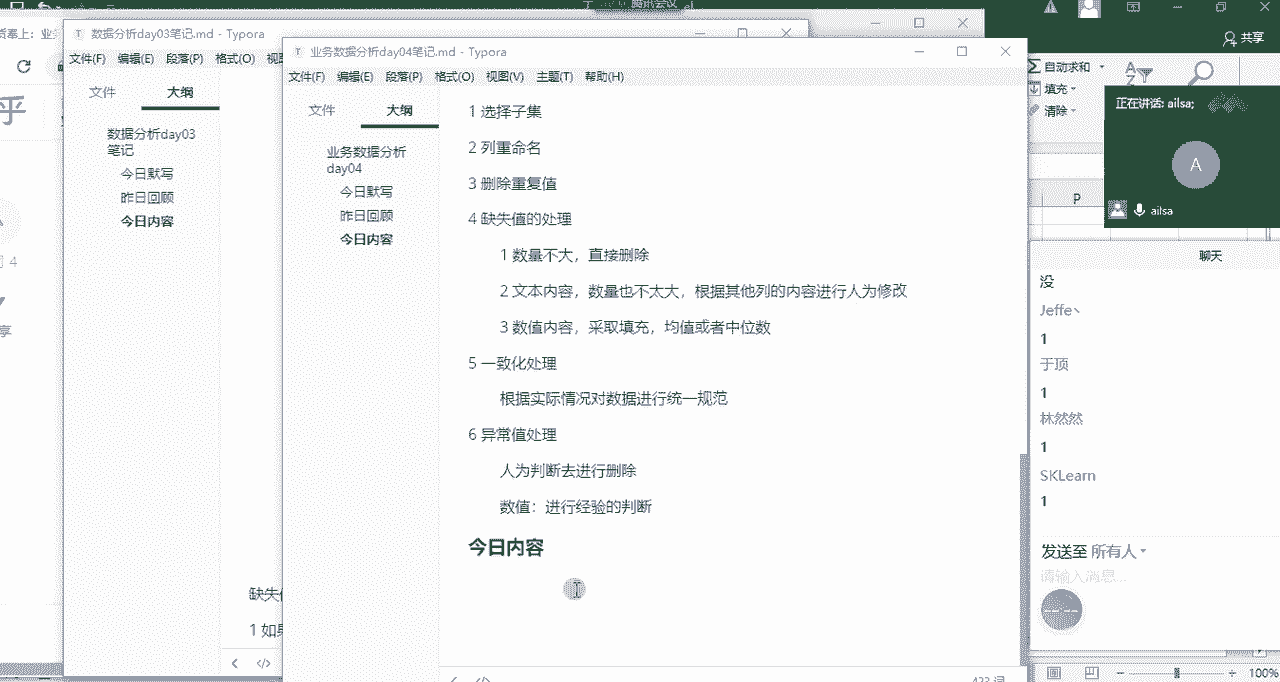 腾讯会议
数据分析day03笔记.md - Typora
文件(F) 编辑(E) 段落(P) 格式(O)
文件 大纲
数据分析day03
笔记
今日默写
昨日回顾
今日内容
4
享
乎
缺失
1 如果
业务数据分析day04笔记.md - Typora
文件(F) 编辑(E) 段落(P) 格式(O) 视图(V) 主题(T) 帮助(H)
文件 大纲
业务数据分析
day04
今日默写
昨日回顾
今日内容
1 选择子集
2 列重命名
3 删除重复值
4 缺失值的处理
1 数量不大，直接删除
2 文本内容，数量也不太大，根据其他列的内容进行人为修改
3 数值内容，采取填充，均值或者中位数
5 一致化处理
根据实际情况对数据进行统一规范
6 异常值处理
人为判断去进行删除
数值：进行经验的判断
今日内容
423 词
共享
自动求和
填充
清除
P
正在讲话: ailsa;
A
ailsa
聊天
没
Jeffe丶
1
于顶
1
林然然
1
SKLearn
1
发送至 所有人
请输入消息...
100%